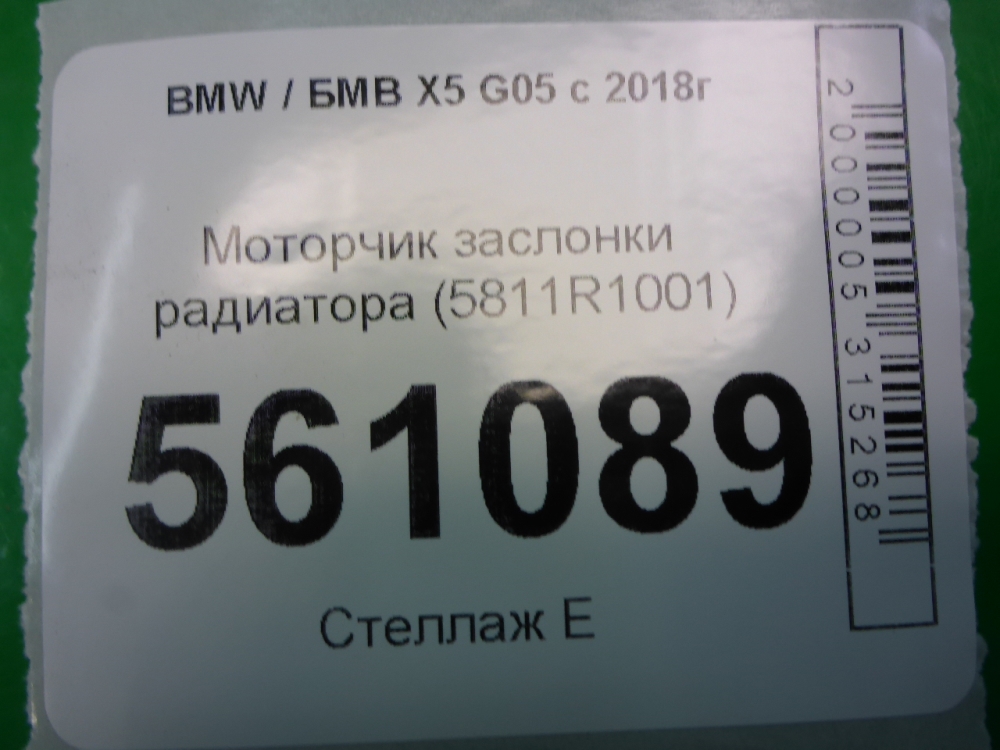 BMW / БМВ X5 G05 с 2018г
Моторчик заслонки
радиатора (5811R1001)
561089
Стеллаж Е
2000005315268